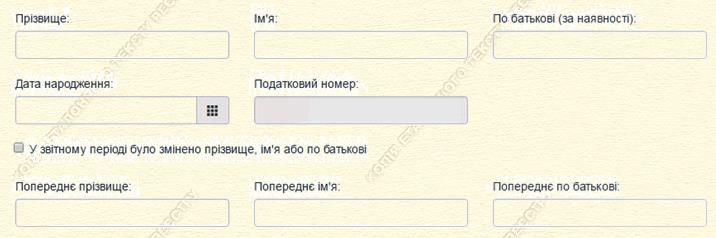 Прізвище: Ім'я: По батькові (за наявності):
Дата народження: Податковий номер:
У звітному періоді було змінено прізвище, ім'я або по батькові
Попереднє прізвище: Попереднє ім'я: Попереднє по батькові: